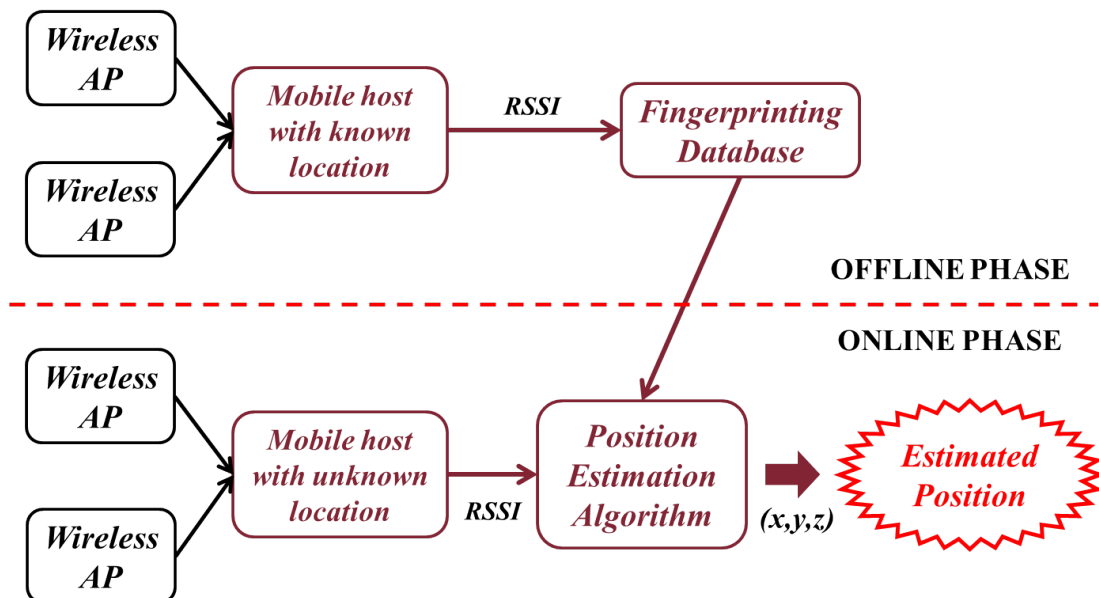 Wireless
AP
Wireless
AP
Mobile host
with known
location
RSSI
Fingerprinting
Database
OFFLINE PHASE
ONLINE PHASE
Wireless
AP
Wireless
AP
Mobile host
with unknown
location
RSSI
Position
Estimation
Algorithm
(x,y,z)
Estimated
Position